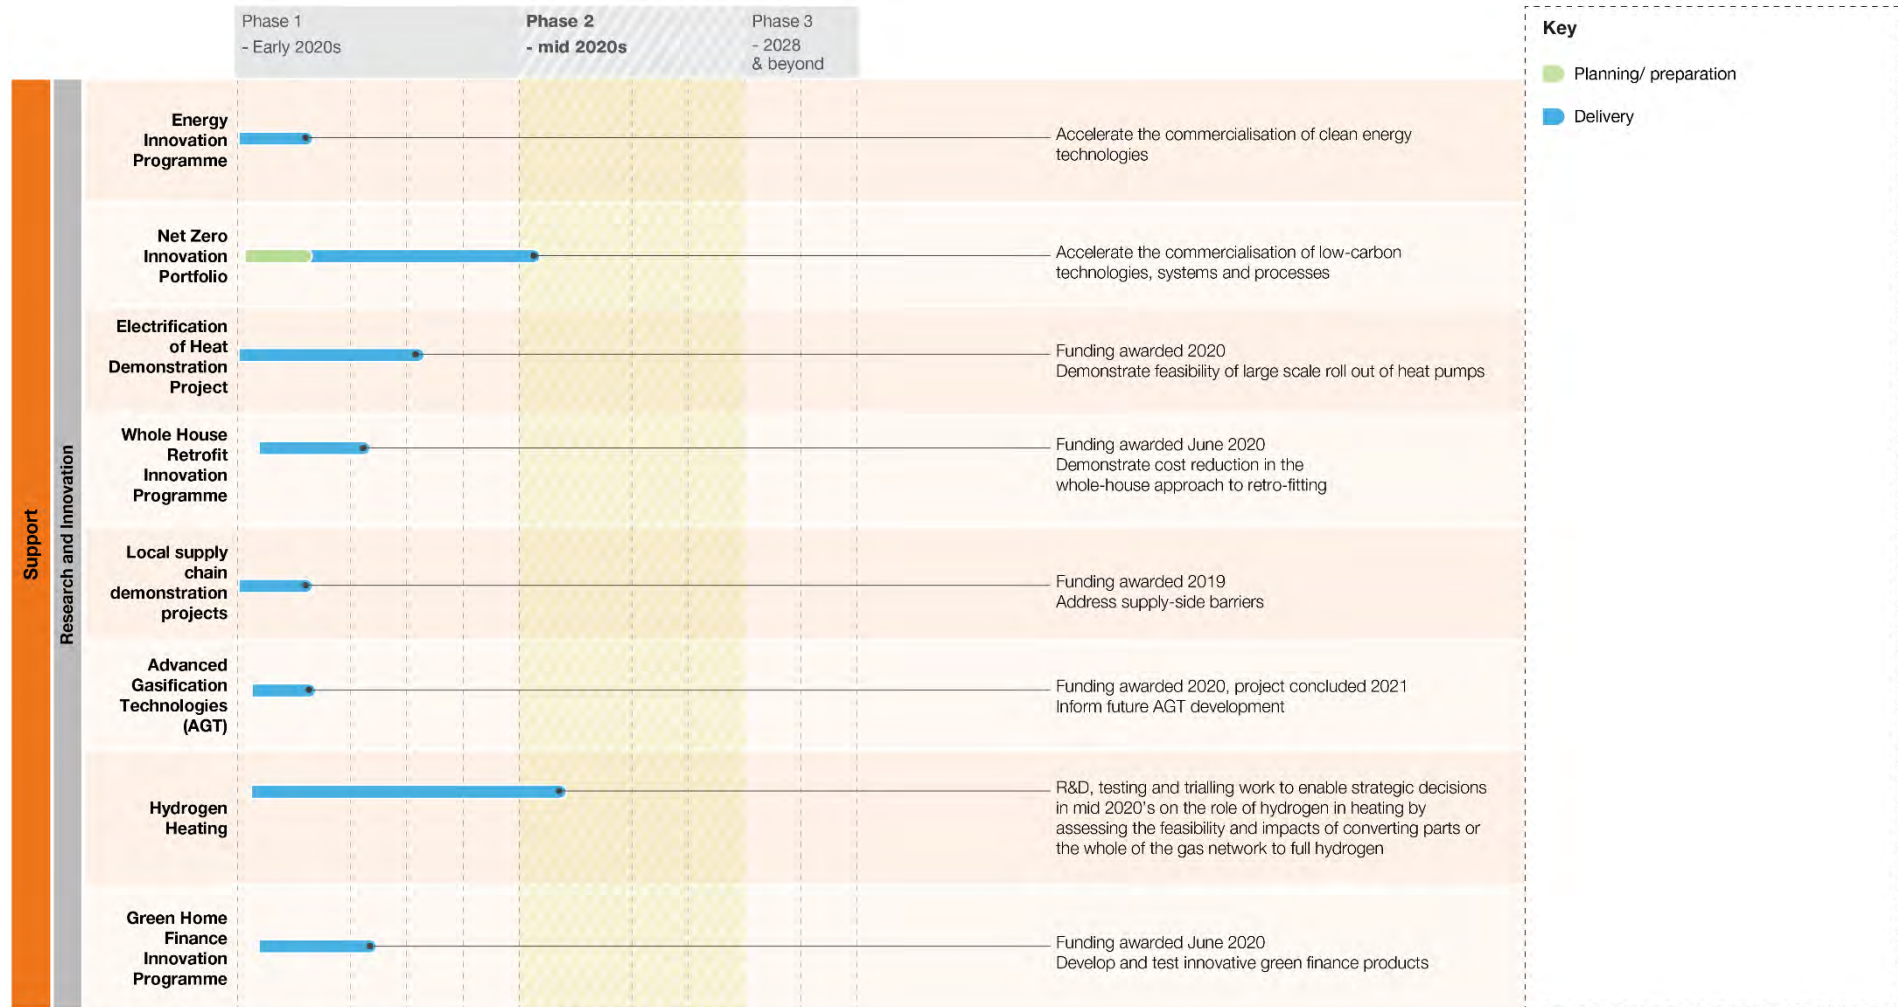 Phase 1
- Early 2020s
Phase 2
- mid 2020s
Phase 3
- 2028
& beyond
Key
Planning/ preparation
Delivery
Support
Research and Innovation
Energy
Innovation
Programme
Accelerate the commercialisation of clean energy
technologies
Net Zero
Innovation
Portfolio
Accelerate the commercialisation of low-carbon
technologies, systems and processes
Electrification
of Heat
Demonstration
Project
Funding awarded 2020
Demonstrate feasibility of large scale roll out of heat pumps
Whole House
Retrofit
Innovation
Programme
Funding awarded June 2020
Demonstrate cost reduction in the
whole-house approach to retro-fitting
Local supply
chain
demonstration
projects
Funding awarded 2019
Address supply-side barriers
Advanced
Gasification
Technologies
(AGT)
Funding awarded 2020, project concluded 2021
Inform future AGT development
Hydrogen
Heating
R&D, testing and trialling work to enable strategic decisions
in mid 2020's on the role of hydrogen in heating by
assessing the feasibility and impacts of converting parts or
the whole of the gas network to full hydrogen
Green Home
Finance
Innovation
Programme
Funding awarded June 2020
Develop and test innovative green finance products